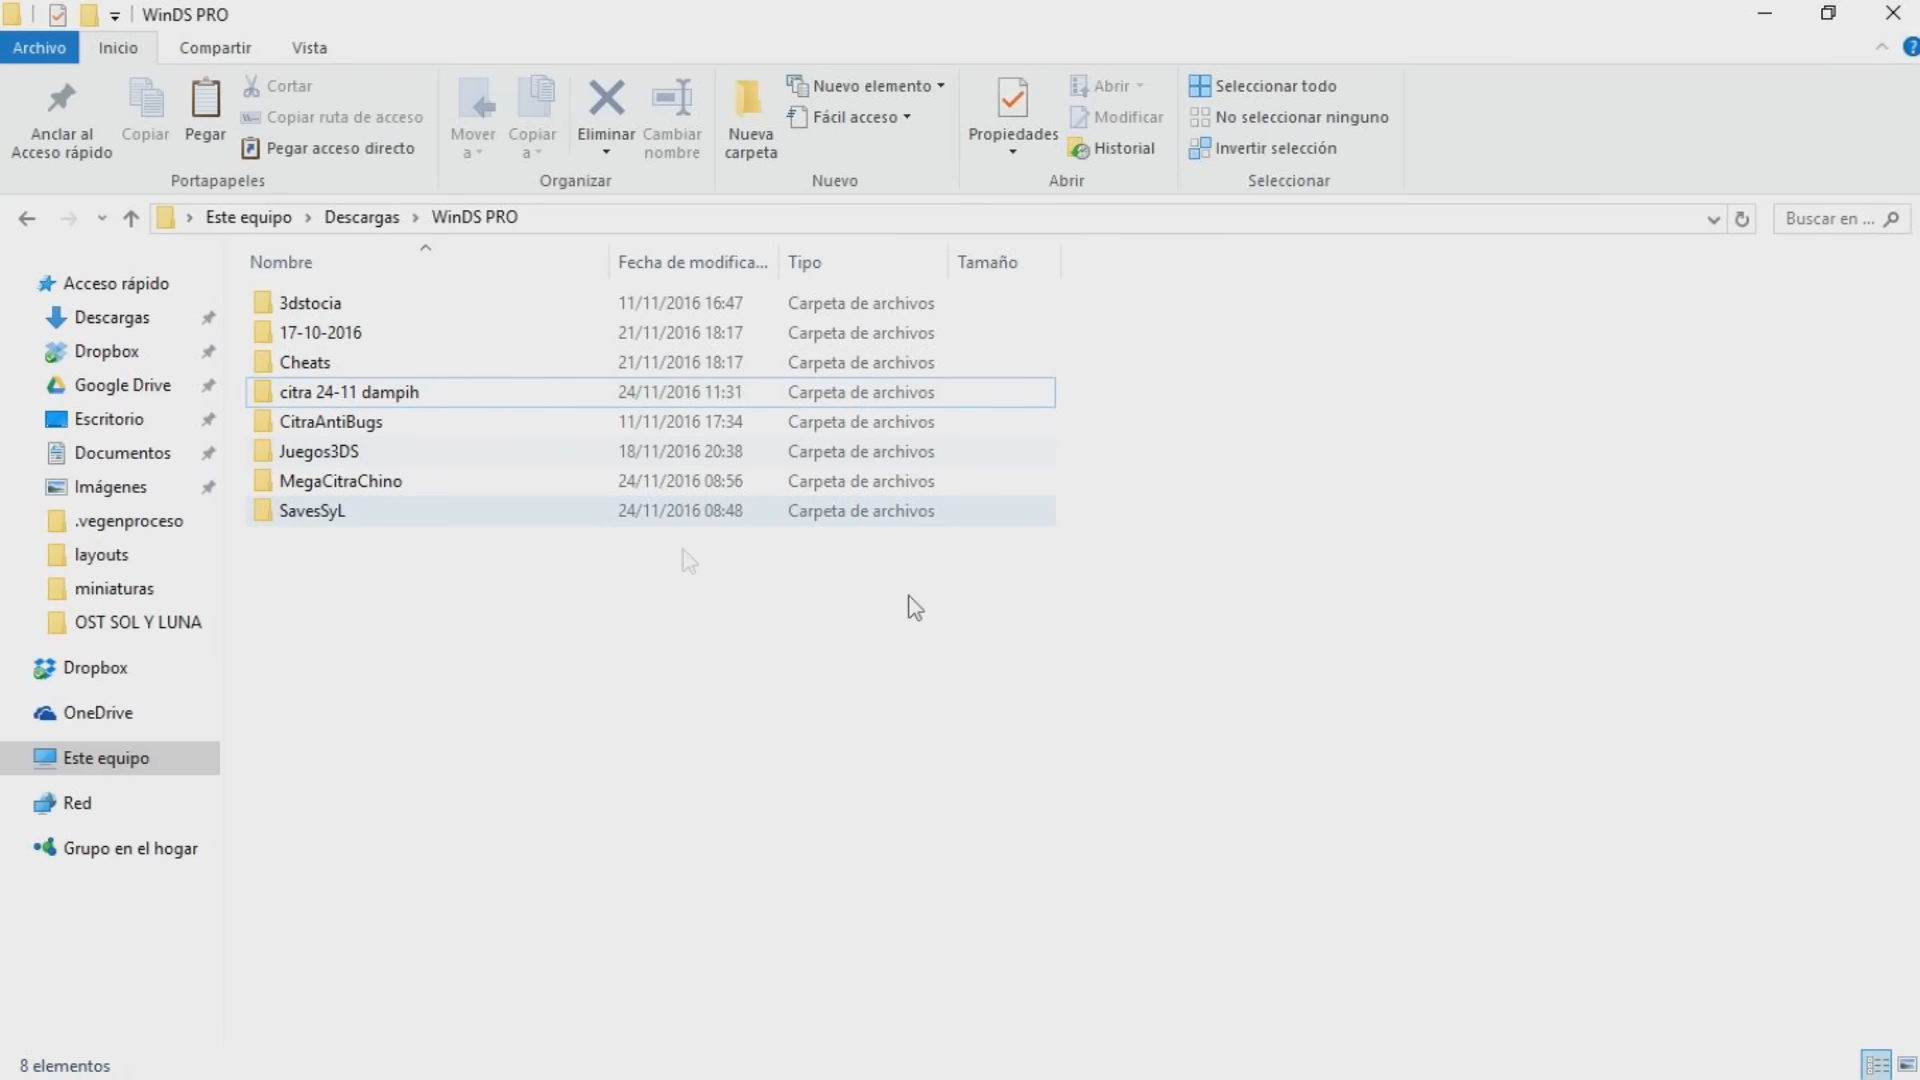 WinDS PRO
Archivo Inicio Compartir Vista
Anclar al Acceso rápido
Copiar
Pegar
Cortar
Copiar ruta de acceso
Pegar acceso directo
Portapapeles
Mover a
Copiar a
Eliminar
Cambiar nombre
Organizar
Nueva carpeta
Nuevo elemento
Fácil acceso
Nuevo
Propiedades
Abrir
Modificar
Historial
Abrir
Seleccionar todo
No seleccionar ninguno
Invertir selección
Seleccionar
Este equipo > Descargas > WinDS PRO
Buscar en ...
Nombre Fecha de modifica... Tipo Tamaño
3dstocia 11/11/2016 16:47 Carpeta de archivos
17-10-2016 21/11/2016 18:17 Carpeta de archivos
Cheats 21/11/2016 18:17 Carpeta de archivos
citra 24-11 dampih 24/11/2016 11:31 Carpeta de archivos
CitraAntiBugs 11/11/2016 17:34 Carpeta de archivos
Juegos3DS 18/11/2016 20:38 Carpeta de archivos
MegaCitraChino 24/11/2016 08:56 Carpeta de archivos
SavesSyL 24/11/2016 08:48 Carpeta de archivos
Acceso rápido
Descargas
Dropbox
Google Drive
Escritorio
Documentos
Imágenes
.vegenproceso
layouts
miniaturas
OST SOL Y LUNA
Dropbox
OneDrive
Este equipo
Red
Grupo en el hogar
8 elementos